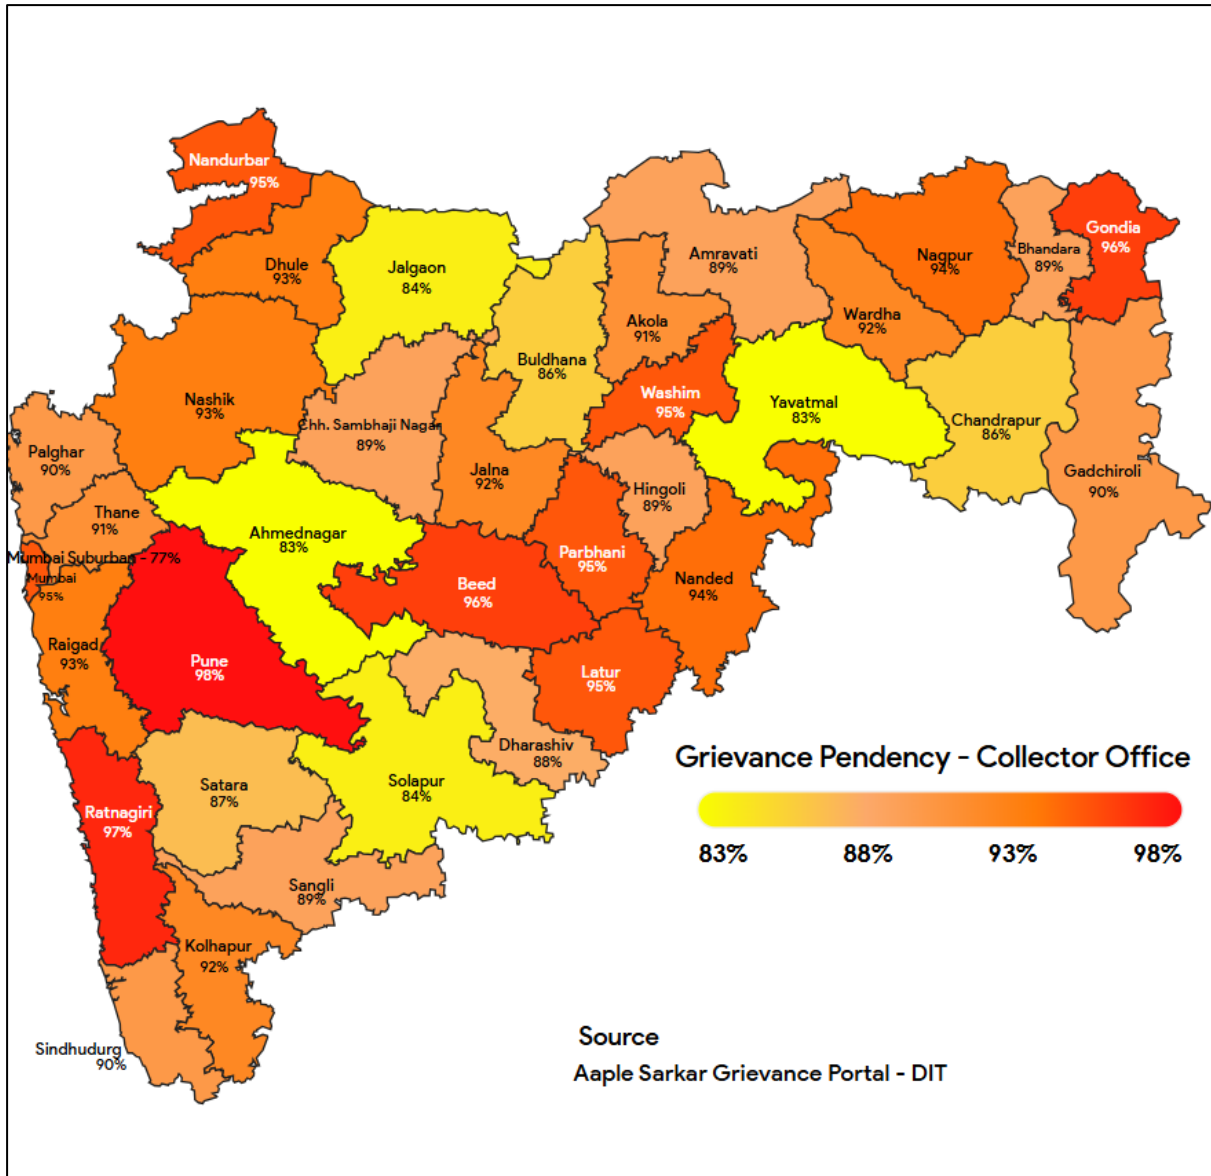 Nandurbar
95%
Dhule
93%
Jalgaon
84%
Buldhana
86%
Akola
91%
Amravati
89%
Nagpur
94%
Wardha
92%
Bhandara
89%
Gondia
96%
Nashik
93%
Chh. Sambhaji Nagar
89%
Jalna
92%
Washim
95%
Yavatmal
83%
Chandrapur
86%
Gadchiroli
90%
Palghar
90%
Thane
91%
Ahmednagar
83%
Hingoli
89%
Parbhani
95%
Nanded
94%
Mumbai Suburban - 77%
Mumbai
95%
Beed
96%
Raigad
93%
Pune
98%
Latur
95%
Dharashiv
88%
Satara
87%
Solapur
84%
Ratnagiri
97%
Sangli
89%
Kolhapur
92%
Sindhudurg
90%
Grievance Pendency - Collector Office
83% 88% 93% 98%
Source
Aaple Sarkar Grievance Portal - DIT